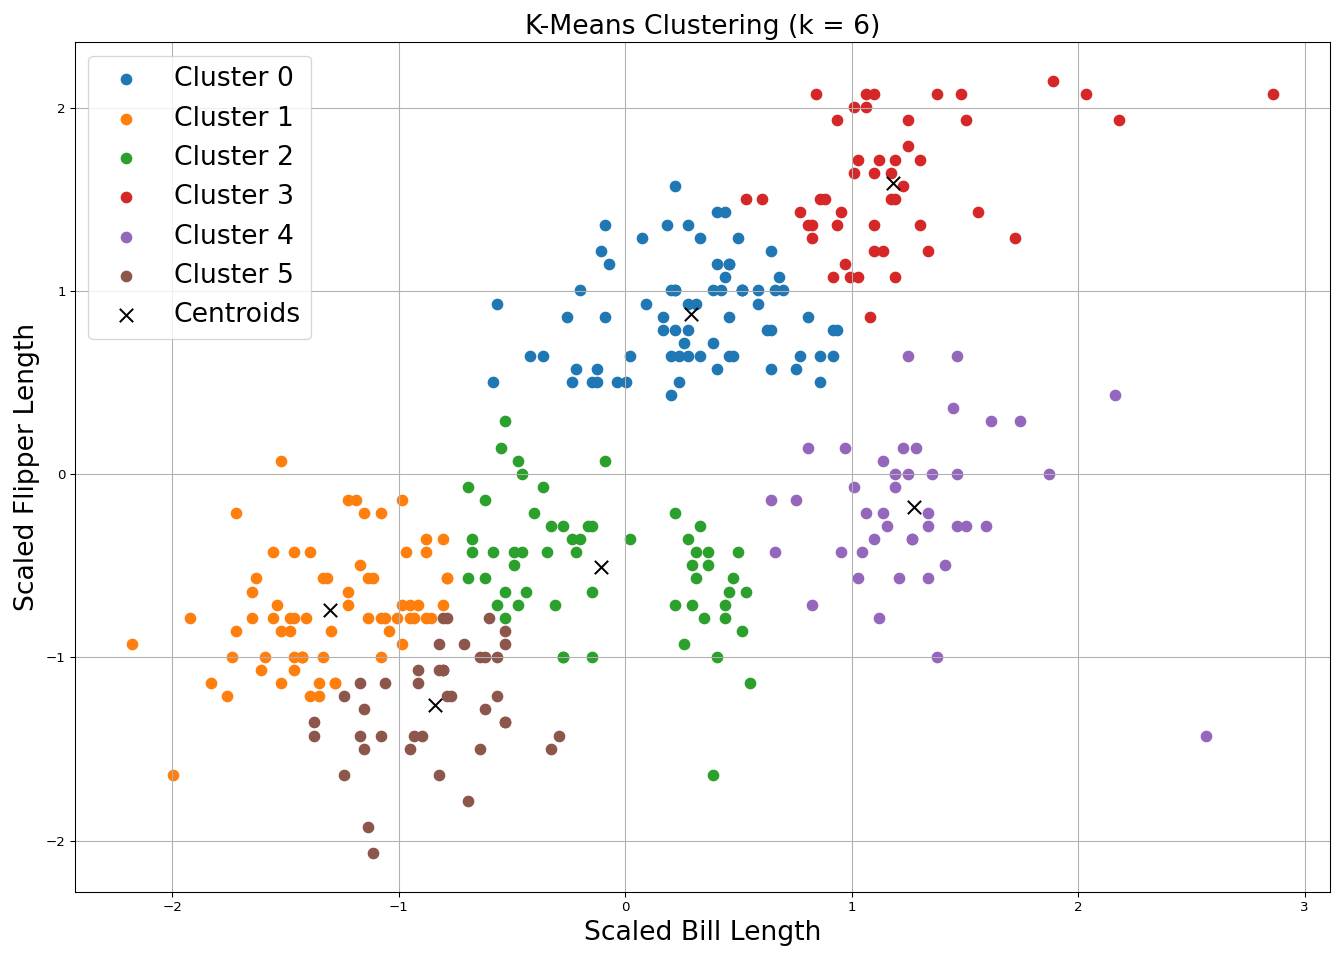 K-Means Clustering (k = 6)
Cluster 0
Cluster 1
Cluster 2
Cluster 3
Cluster 4
Cluster 5
Centroids
Scaled Flipper Length
2
1
0
−1
−2
−2
−1
0
1
2
3
Scaled Bill Length